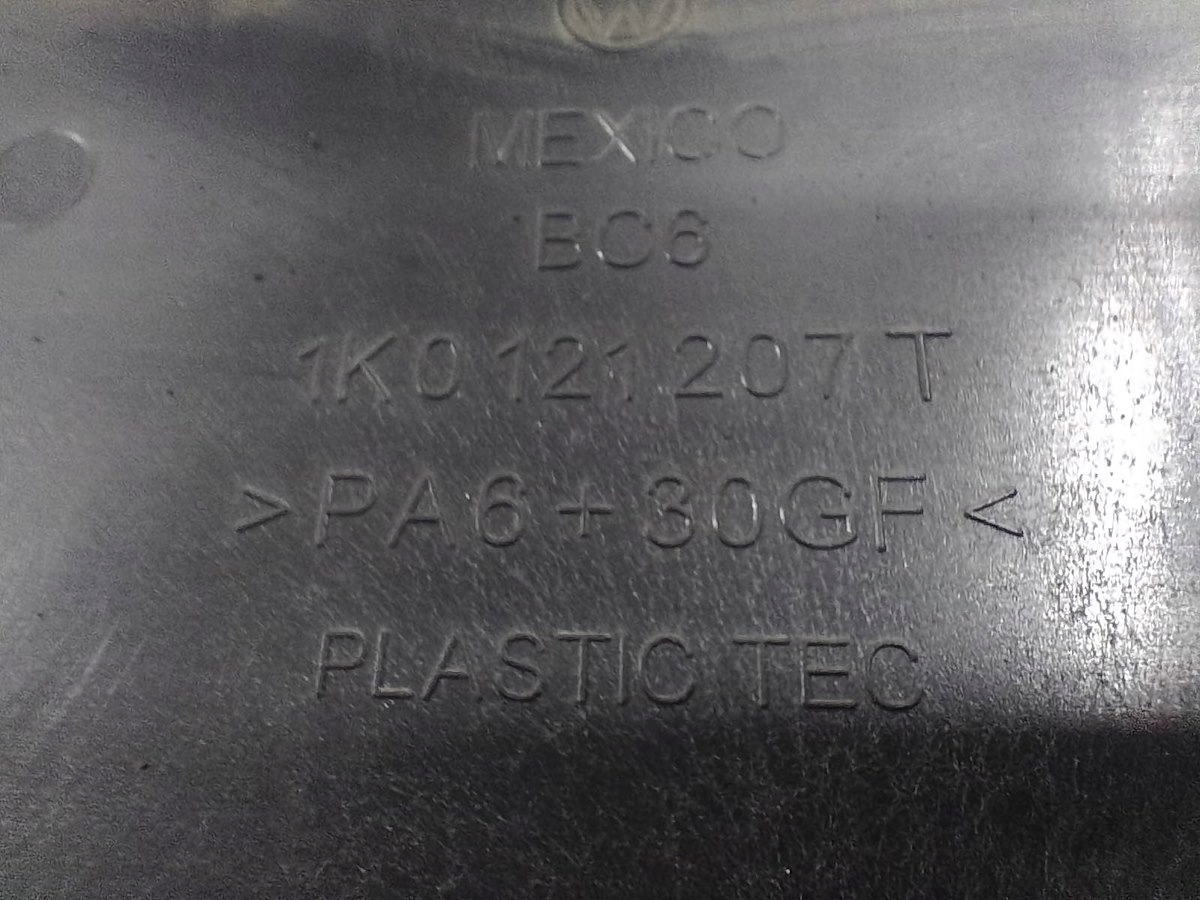 MEXICO
BC6
1K0 121 207 T
>PA6+30GF<
PLASTIC TEC